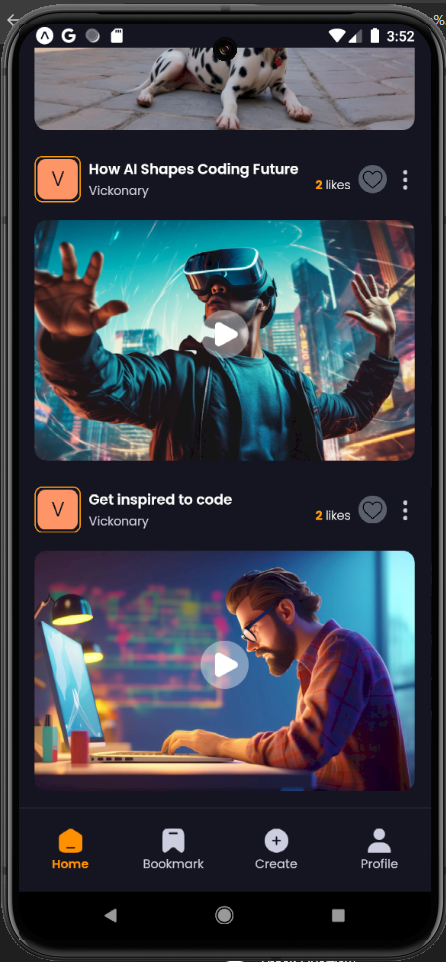 3:52
%
How AI Shapes Coding Future
V
Vickonary
2 likes
Get inspired to code
V
Vickonary
2 likes
Home
Bookmark
Create
Profile